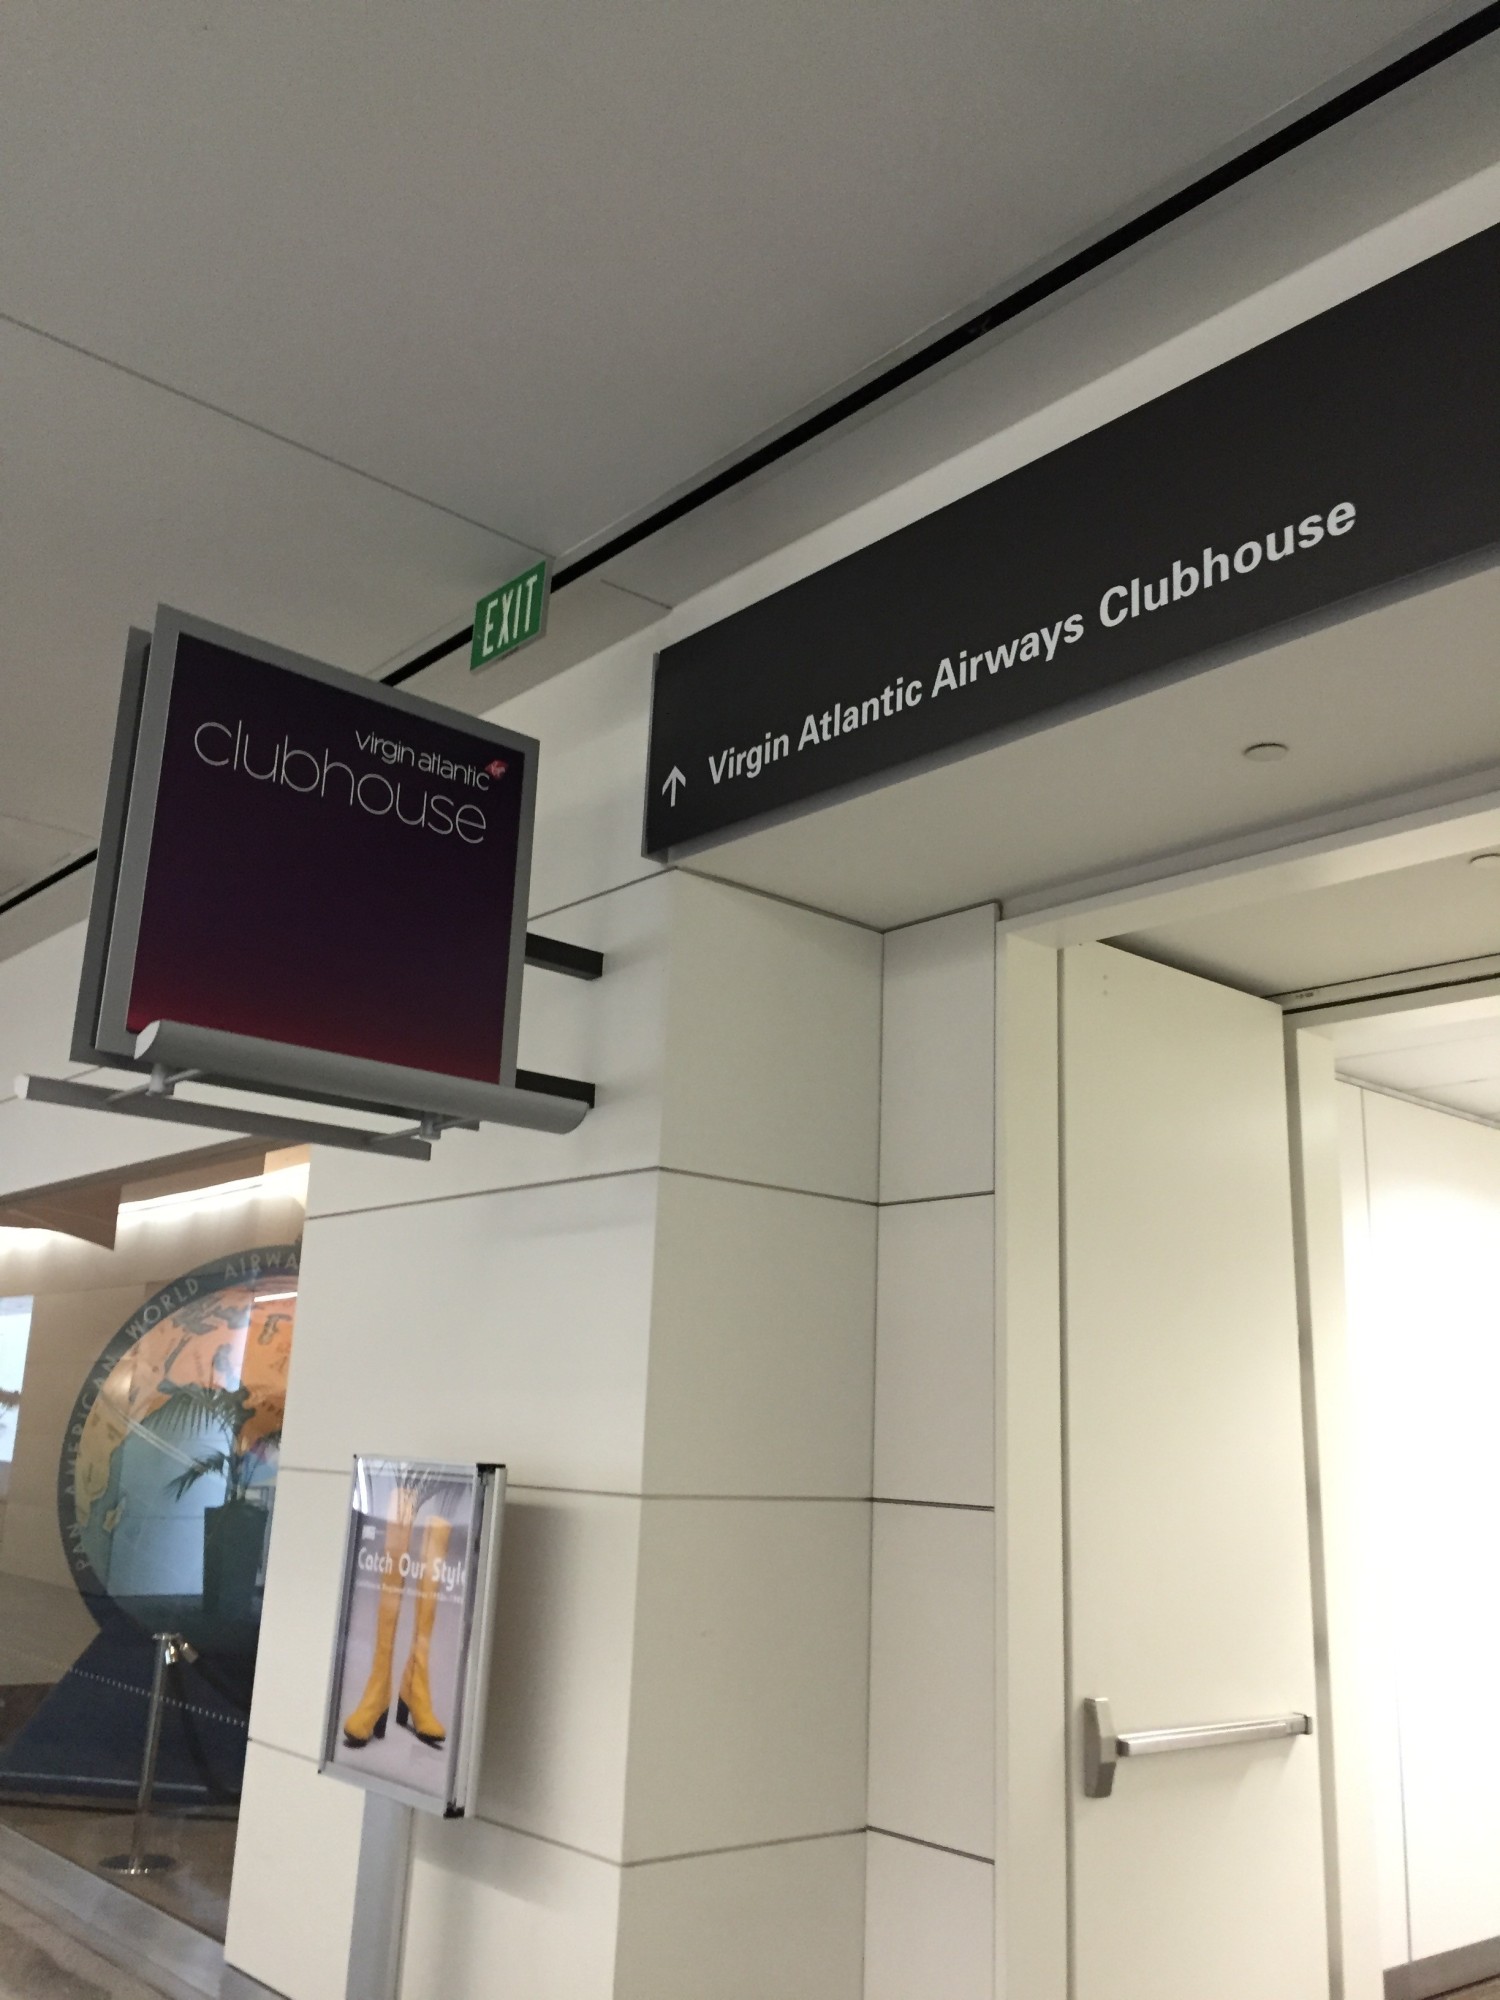 EXIT
virgin atlantic
clubhouse
↑ Virgin Atlantic Airways Clubhouse
PAN AMERICAN WORLD AIRWA
Catch Our Style